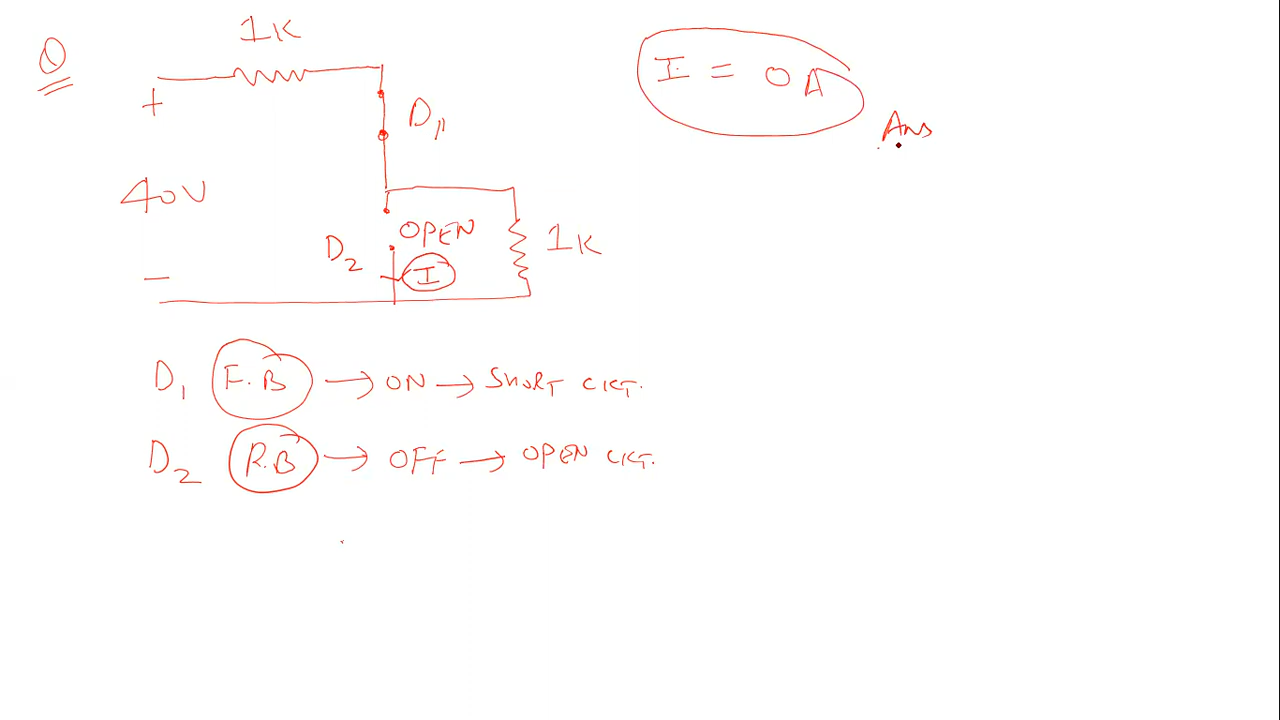 Q
1K
I = 0 A
Ans
+
D1
40V
OPEN
D2
I
1K
-
D1 F.B → ON → SHORT CKT.
D2 R.B → OFF → OPEN CKT.